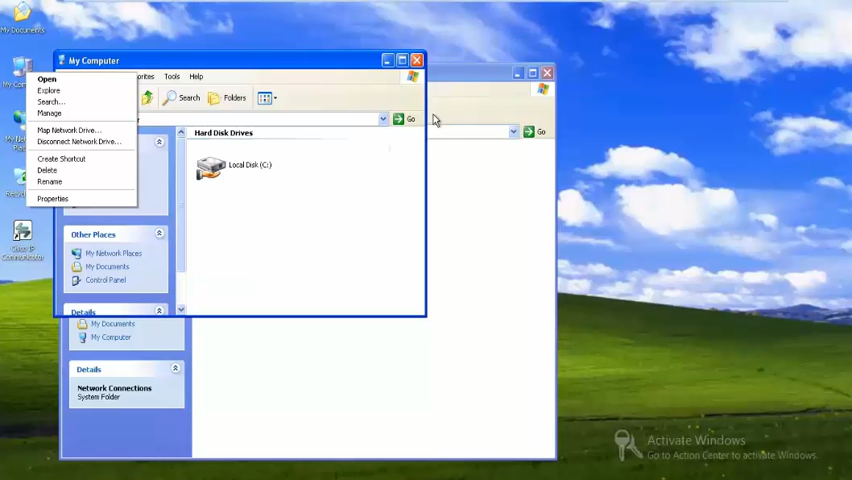 My Documents
My Computer
Open
Explore
Search...
Manage
Map Network Drive...
Disconnect Network Drive...
Create Shortcut
Delete
Rename
Properties
Tools
Help
Search
Folders
Go
Go
Hard Disk Drives
Local Disk (C:)
Other Places
My Network Places
My Documents
Control Panel
Details
My Documents
My Computer
Details
Network Connections
System Folder
Cisco IP
Communicator
Activate Windows
Go to Action Center to activate Windows.